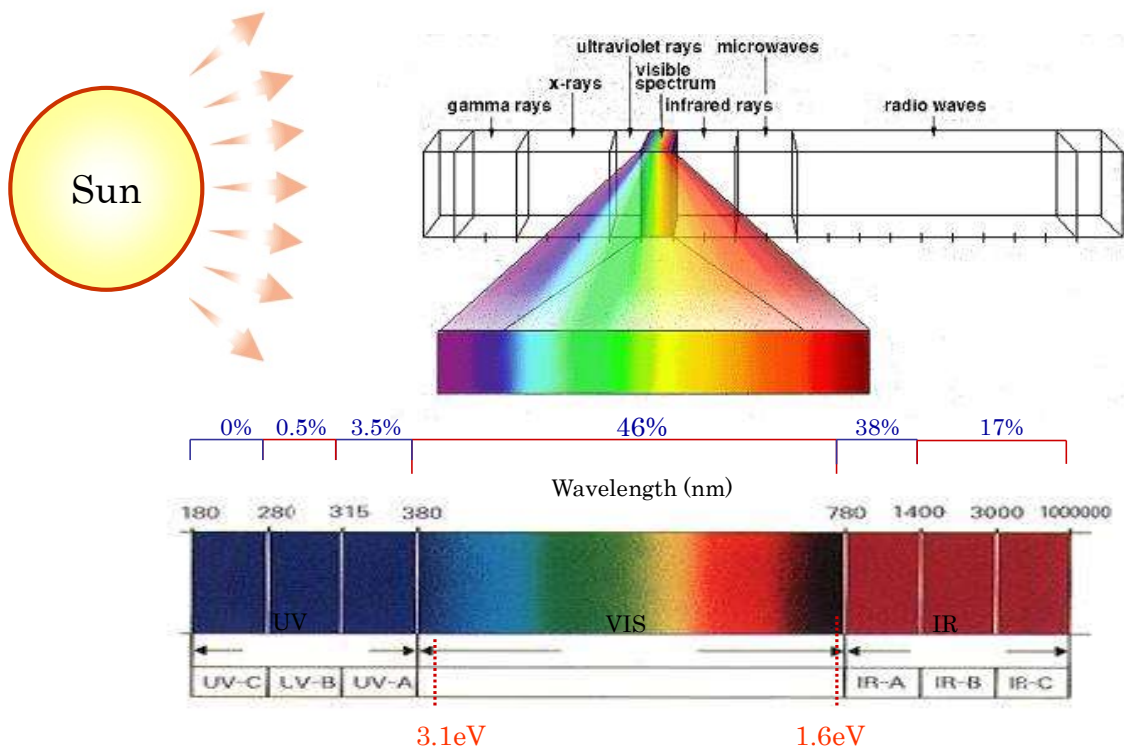 ultraviolet rays microwaves
visible
spectrum
x-rays
gamma rays infrared rays radio waves
Sun
0% 0.5% 3.5% 46% 38% 17%
Wavelength (nm)
180 280 315 380 780 1400 3000 1000000
UV VIS IR
UV-C UV-B UV-A IR-A IR-B IR-C
3.1eV 1.6eV